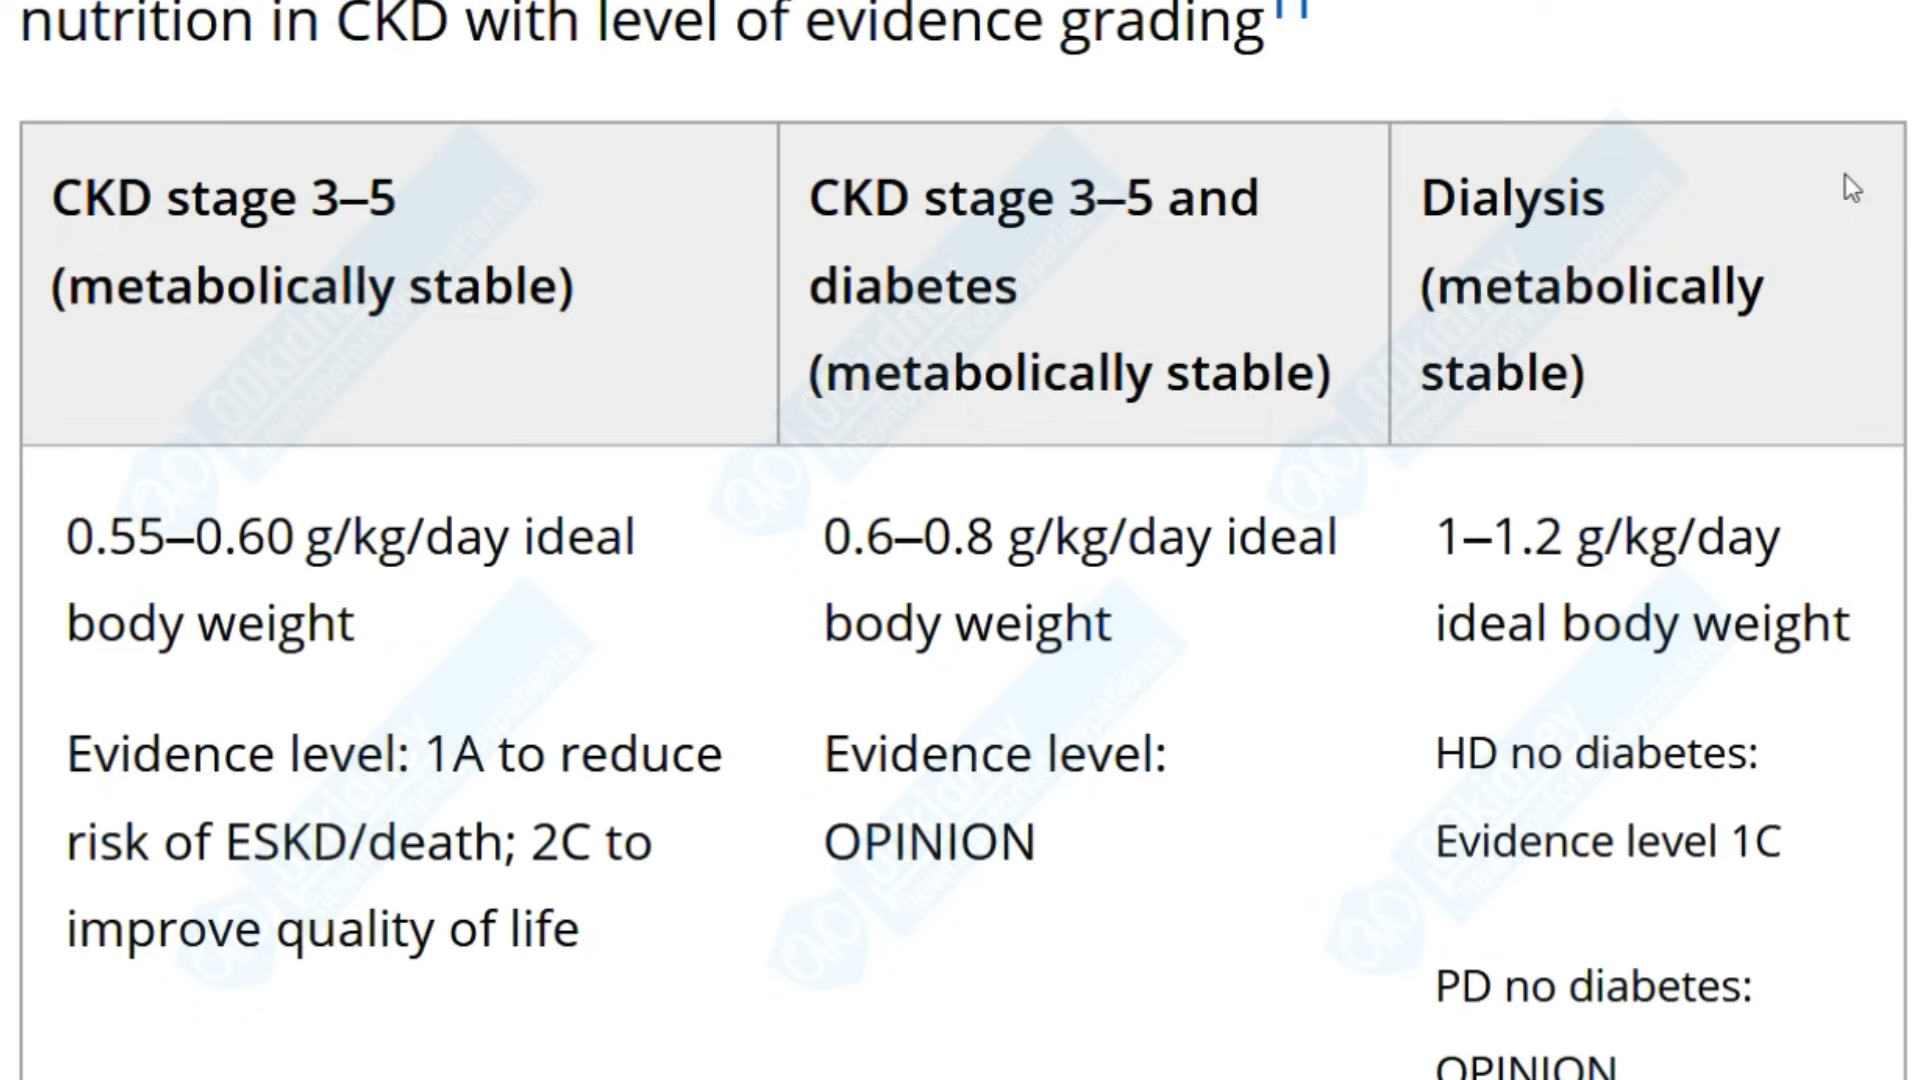 nutrition in CKD with level of evidence grading11
CKD stage 3–5
(metabolically stable)
CKD stage 3–5 and
diabetes
(metabolically stable)
Dialysis
(metabolically
stable)
0.55–0.60 g/kg/day ideal
body weight
Evidence level: 1A to reduce
risk of ESKD/death; 2C to
improve quality of life
0.6–0.8 g/kg/day ideal
body weight
Evidence level:
OPINION
1–1.2 g/kg/day
ideal body weight
HD no diabetes:
Evidence level 1C
PD no diabetes:
OPINION